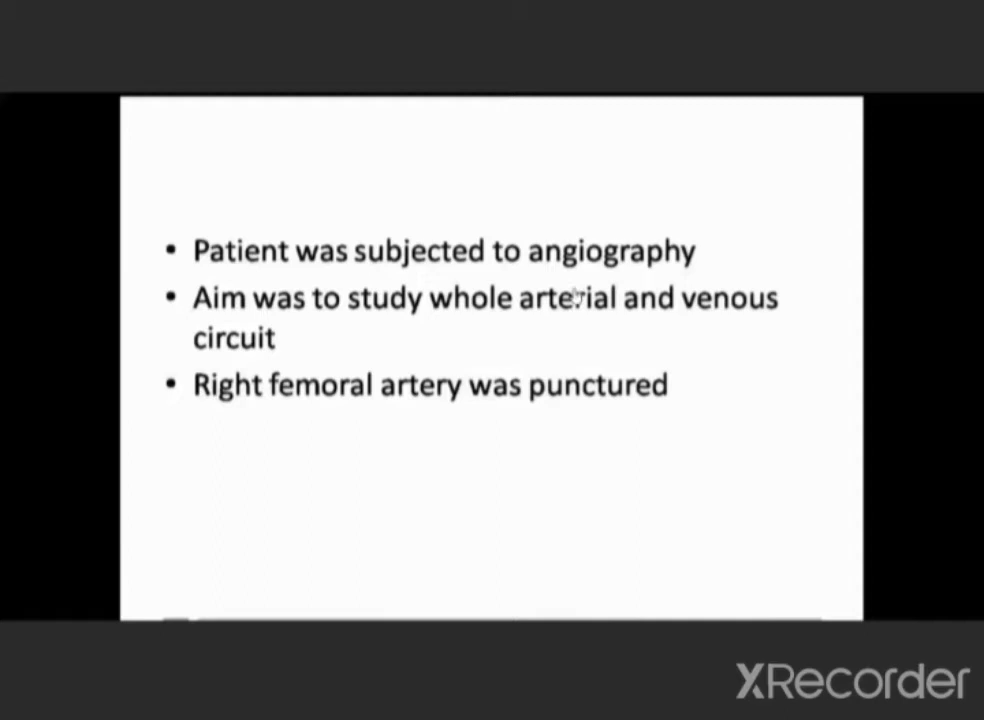 • Patient was subjected to angiography
• Aim was to study whole arterial and venous
circuit
• Right femoral artery was punctured
XRecorder